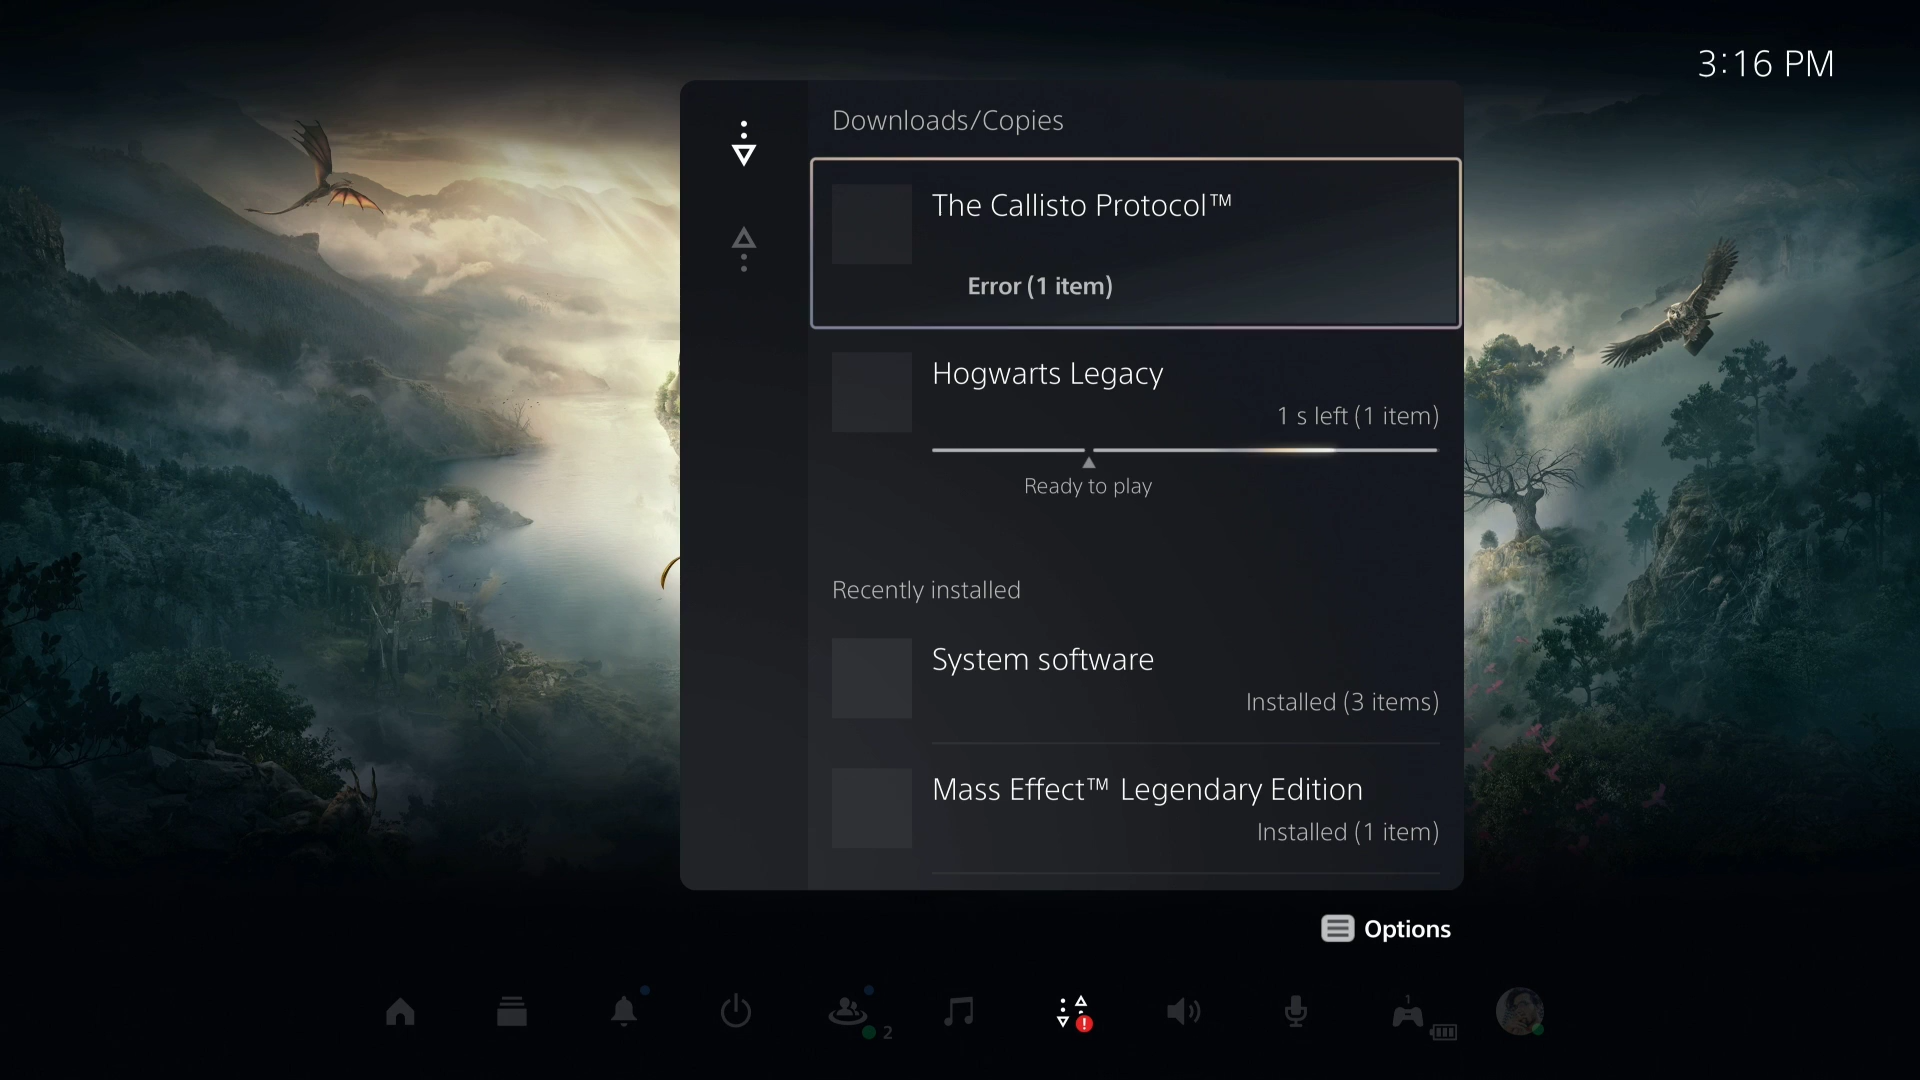 3:16 PM
Downloads/Copies
The Callisto Protocol™
Error (1 item)
Hogwarts Legacy
1 s left (1 item)
Ready to play
Recently installed
System software
Installed (3 items)
Mass Effect™ Legendary Edition
Installed (1 item)
Options
2
1